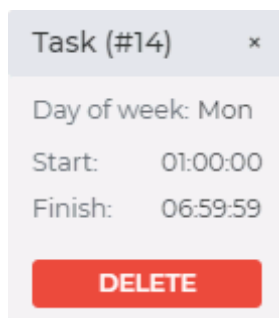 Task (#14) ×
Day of week: Mon
Start: 01:00:00
Finish: 06:59:59
DELETE